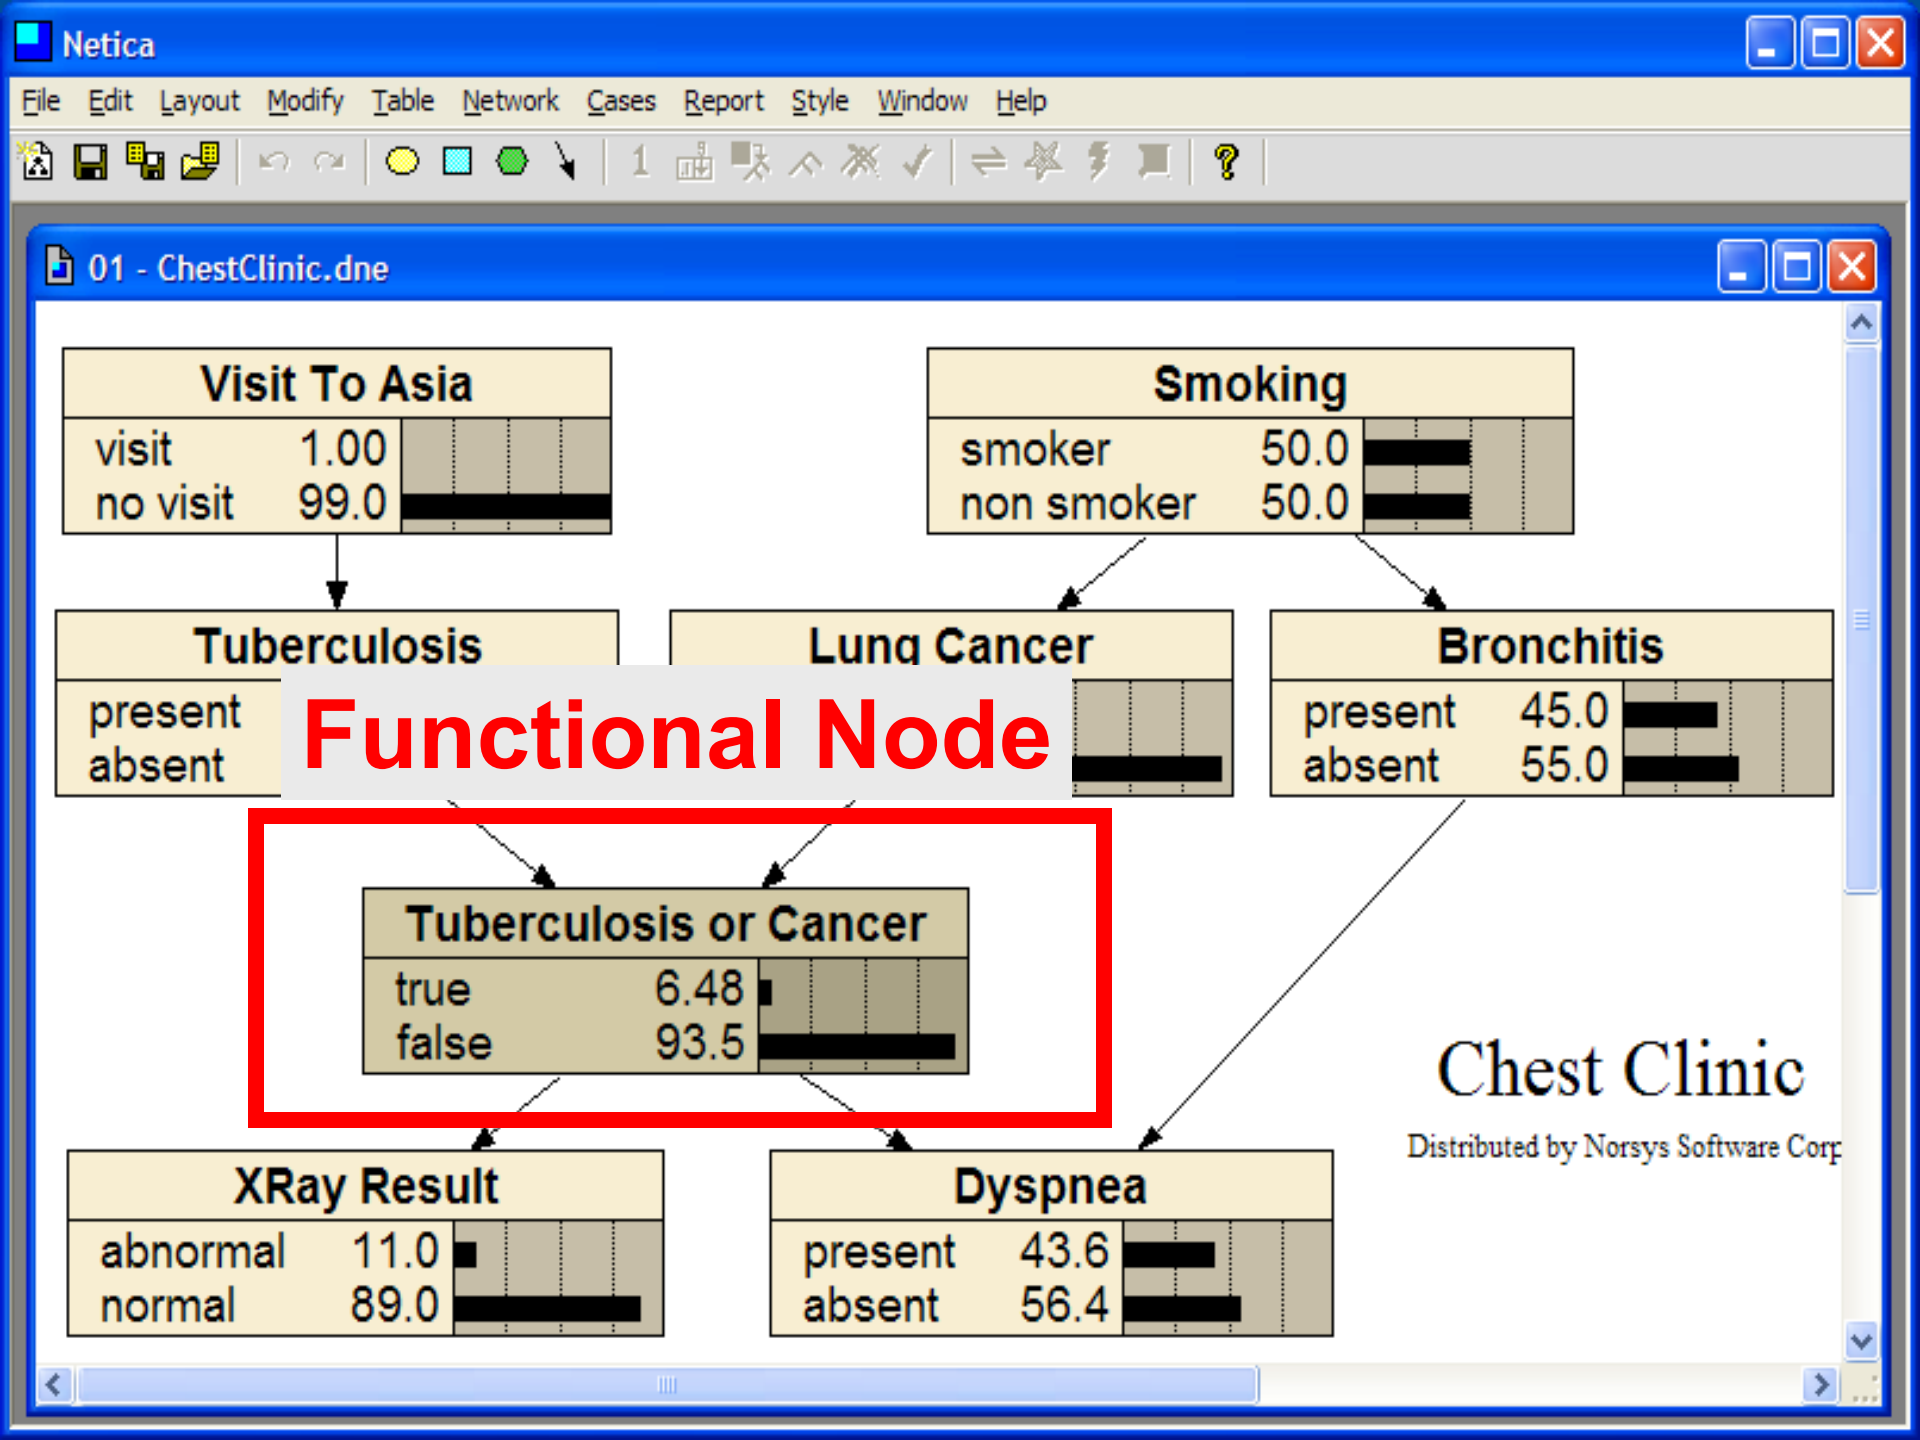 Netica
File Edit Layout Modify Table Network Cases Report Style Window Help
1 ?
01 - ChestClinic.dne
Visit To Asia
visit 1.00
no visit 99.0
Smoking
smoker 50.0
non smoker 50.0
Tuberculosis
present
absent
Lung Cancer
Bronchitis
present 45.0
absent 55.0
Functional Node
Tuberculosis or Cancer
true 6.48
false 93.5
Chest Clinic
Distributed by Norsys Software Corp
XRay Result
abnormal 11.0
normal 89.0
Dyspnea
present 43.6
absent 56.4